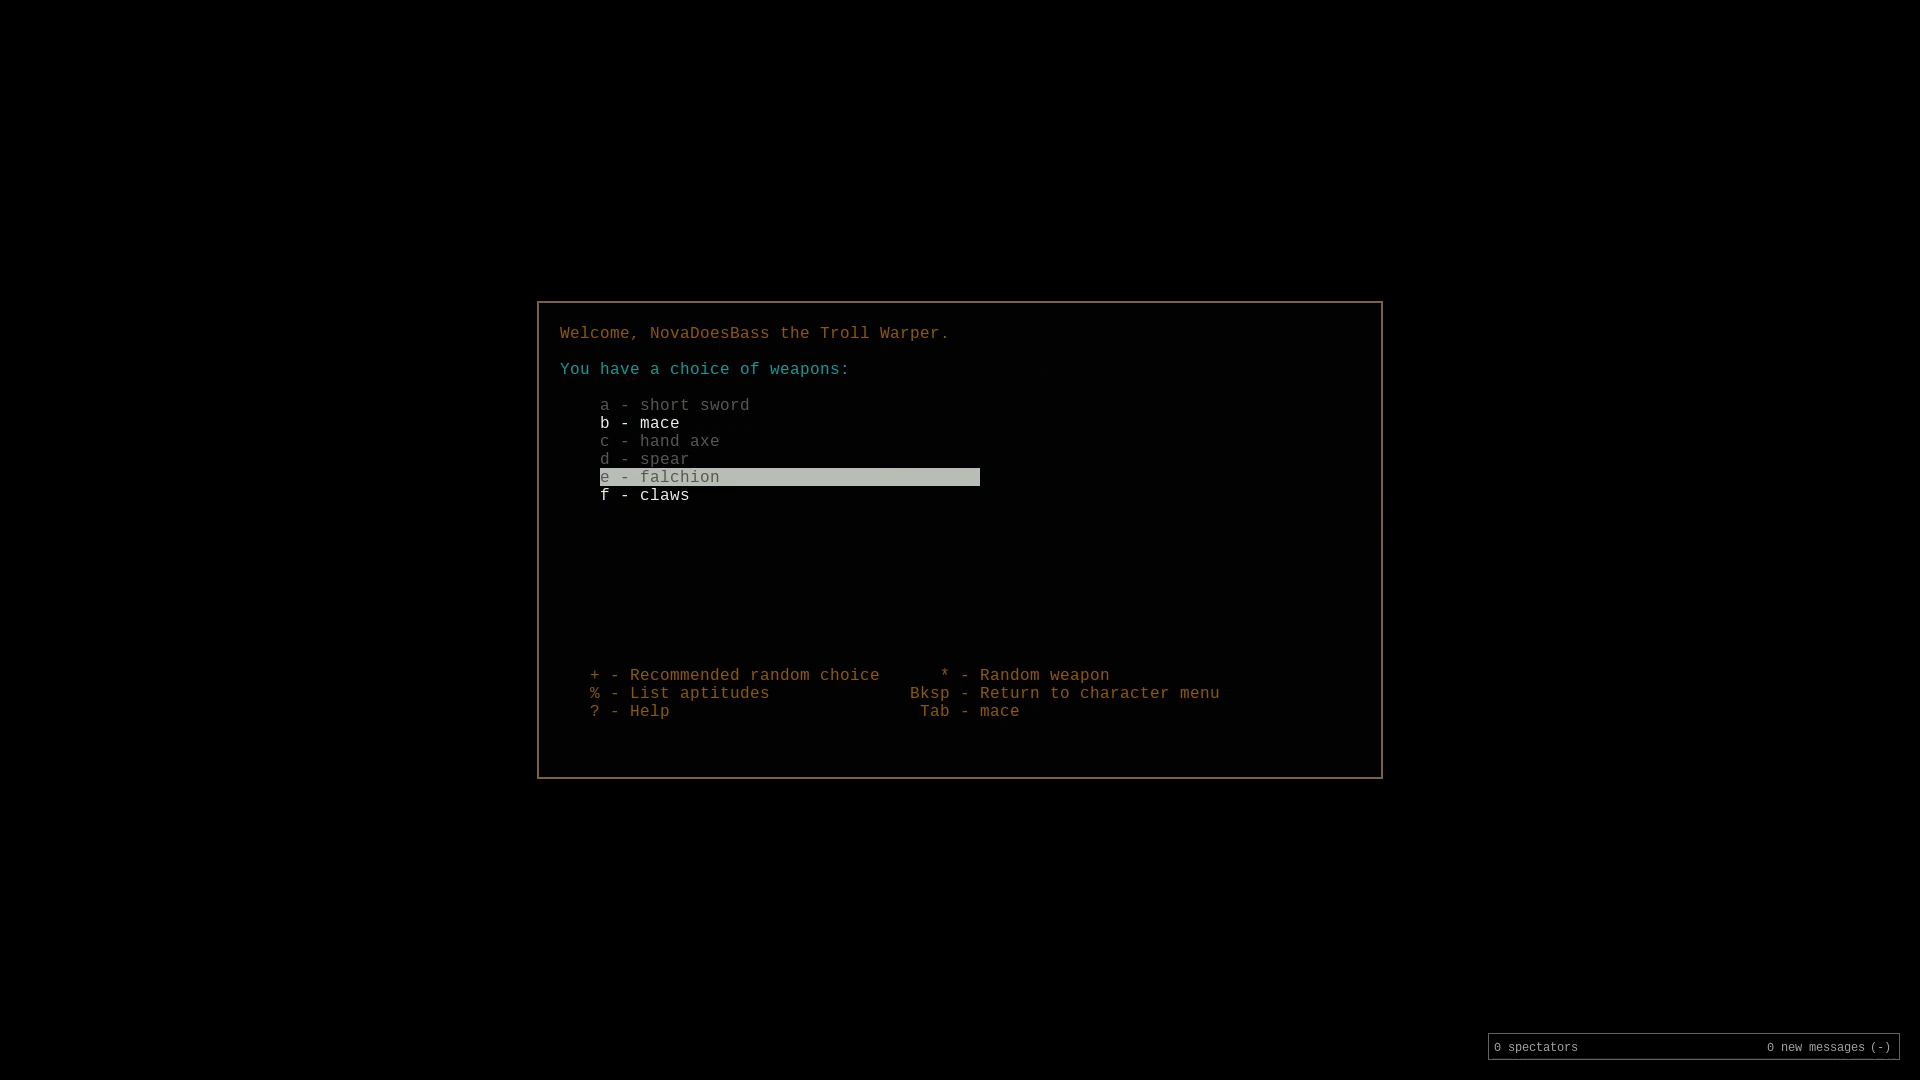 Welcome, NovaDoesBass the Troll Warper.
You have a choice of weapons:
a - short sword
b - mace
c - hand axe
d - spear
e - falchion
f - claws
+ - Recommended random choice * - Random weapon
% - List aptitudes Bksp - Return to character menu
? - Help Tab - mace
0 spectators 0 new messages (-)